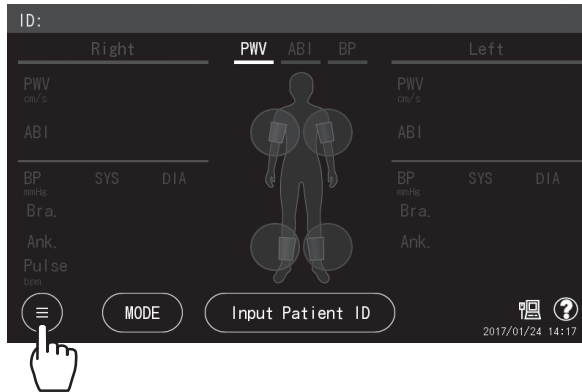 ID:
Right PWV ABI BP Left
PWV PWV
cm/s cm/s
ABI ABI
BP SYS DIA BP SYS DIA
mmHg mmHg
Bra. Bra.
Ank. Ank.
Pulse
bpm
MODE Input Patient ID ?
2017/01/24 14:17